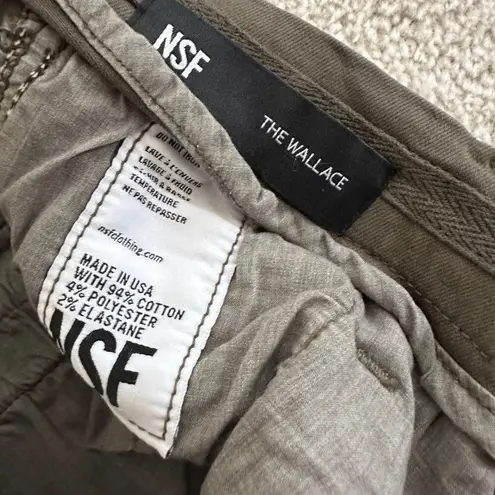 NSF
THE WALLACE
DO NOT IRON
LAVE À L'ENVERS
LAVAGE À FROID
TEMPERATURE
NE PAS REPASSER
nsfclothing.com
MADE IN USA
WITH 94% COTTON
4% POLYESTER
2% ELASTANE
NSF